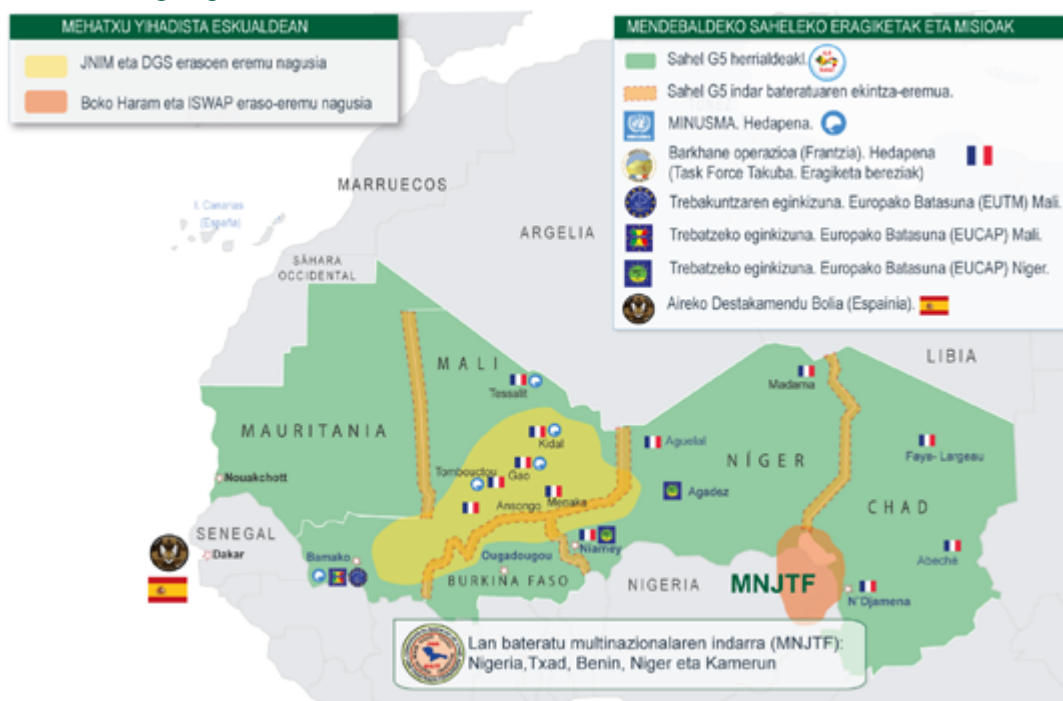 MEHATXU YIHADISTA ESKUALDEAN
JNIM eta DGS erasoen eremu nagusia
Boko Haram eta ISWAP eraso-eremu nagusia
MENDEBALDEKO SAHELEKO ERAGIKETAK ETA MISIOAK
Sahel G5 herrialdeakl.
Sahel G5 indar bateratuaren ekintza-eremua.
MINUSMA. Hedapena.
Barkhane operazioa (Frantzia). Hedapena
(Task Force Takuba. Eragiketa bereziak)
Trebakuntzaren eginkizuna. Europako Batasuna (EUTM) Mali.
Trebatzeko eginkizuna. Europako Batasuna (EUCAP) Mali.
Trebatzeko eginkizuna. Europako Batasuna (EUCAP) Niger.
Aireko Destakamendu Bolia (Espainia).
MARRUECOS
I. Canarias
(España)
ARGELIA
SÁHARA
OCCIDENTAL
LIBIA
MALI
Tessalit
Madama
MAURITANIA
Kidal
Aguelal
NÍGER
Faya- Largeau
Tombouctou
Gao
Nouakchott
Ansongo
Menaka
Agadez
CHAD
SENEGAL
Dakar
Bamako
Ougadougou
Niamey
Abeché
BURKINA FASO
NIGERIA
MNJTF
N'Djamena
Lan bateratu multinazionalaren indarra (MNJTF):
Nigeria,Txad, Benin, Niger eta Kamerun